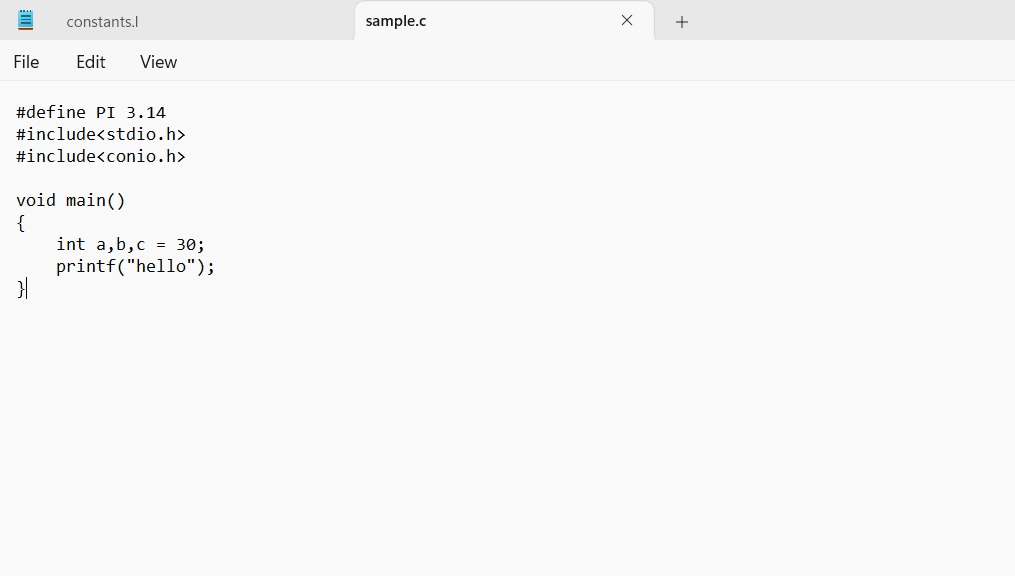 constants.l
sample.c
File Edit View
#define PI 3.14
#include<stdio.h>
#include<conio.h>
void main()
{
    int a,b,c = 30;
    printf("hello");
}